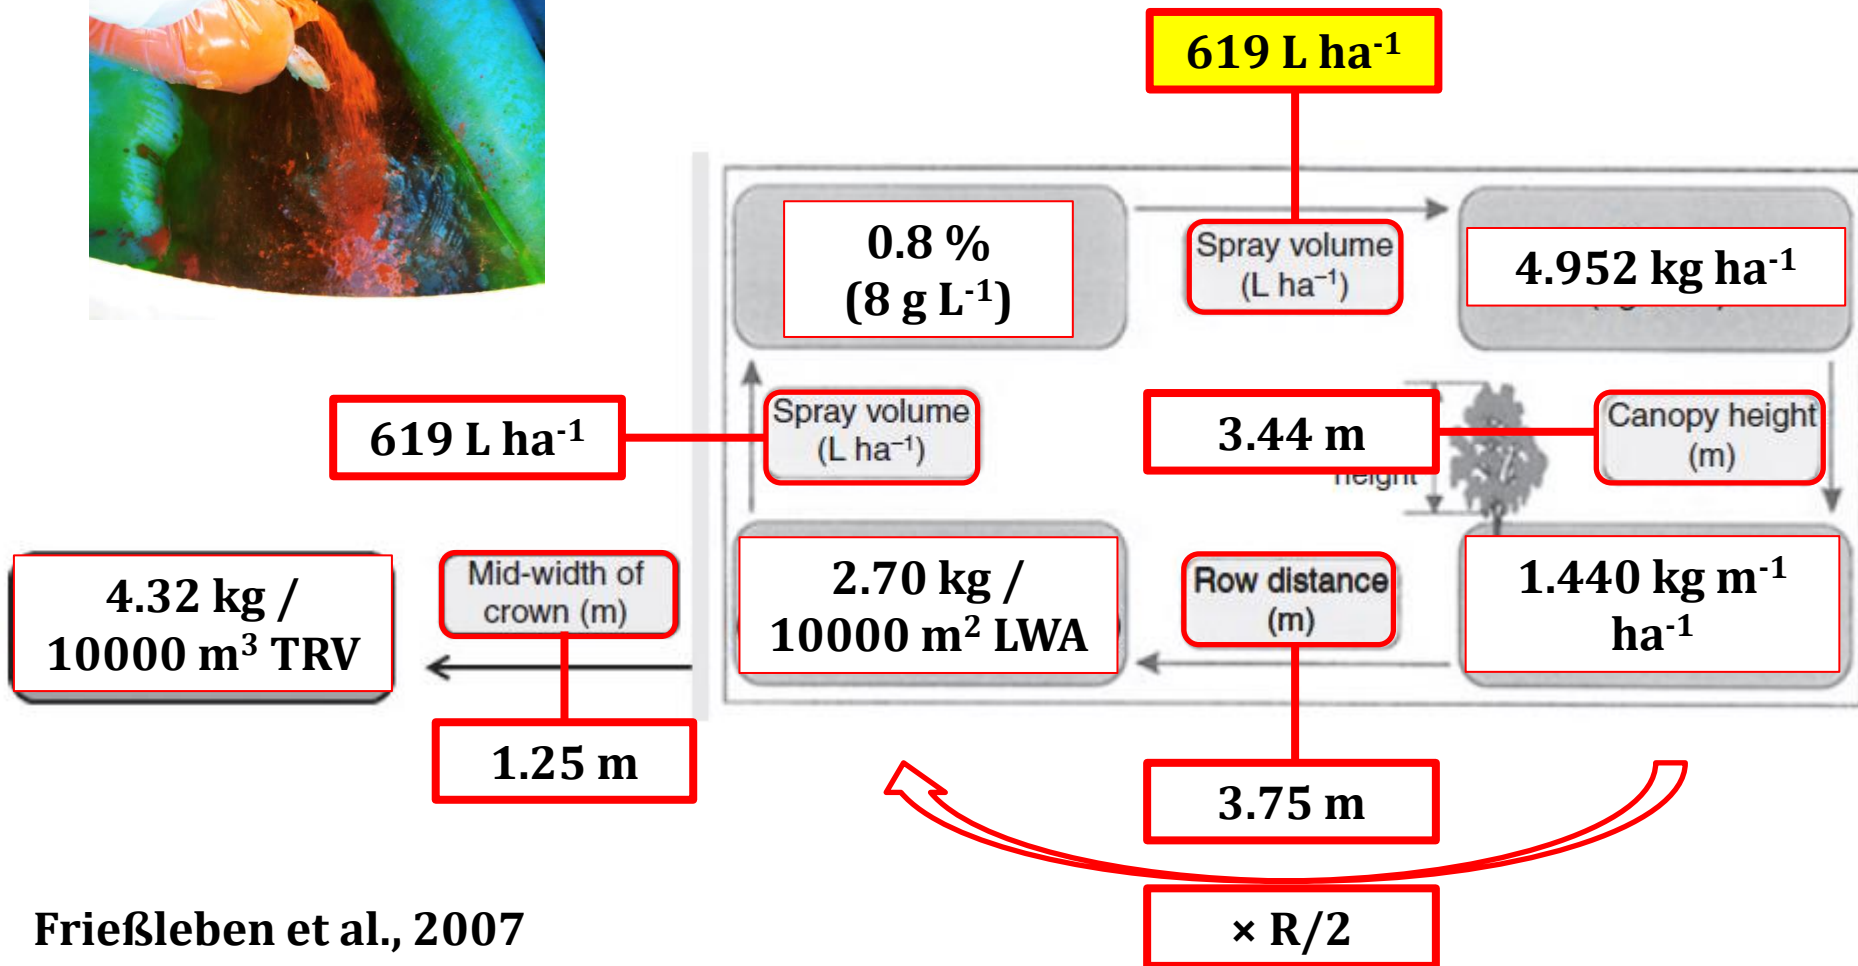 619 L ha⁻¹
0.8 %
(8 g L⁻¹)
Spray volume
(L ha⁻¹)
4.952 kg ha⁻¹
619 L ha⁻¹
Spray volume
(L ha⁻¹)
3.44 m
height
Canopy height
(m)
4.32 kg /
10000 m³ TRV
Mid-width of
crown (m)
2.70 kg /
10000 m² LWA
Row distance
(m)
1.440 kg m⁻¹
ha⁻¹
1.25 m
3.75 m
× R/2
Frießleben et al., 2007